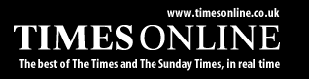 www.timesonline.co.uk
TIMES ONLINE
The best of The Times and The Sunday Times, in real time